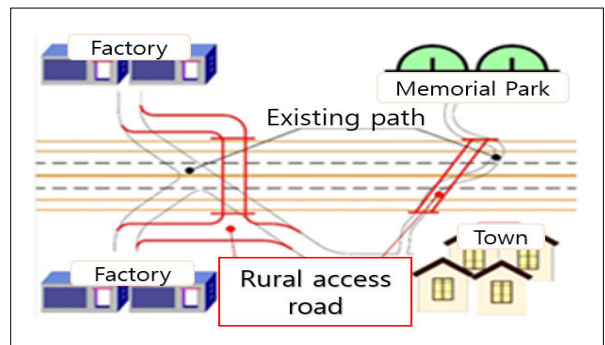 Factory
Memorial Park
Existing path
Factory
Town
Rural access
road